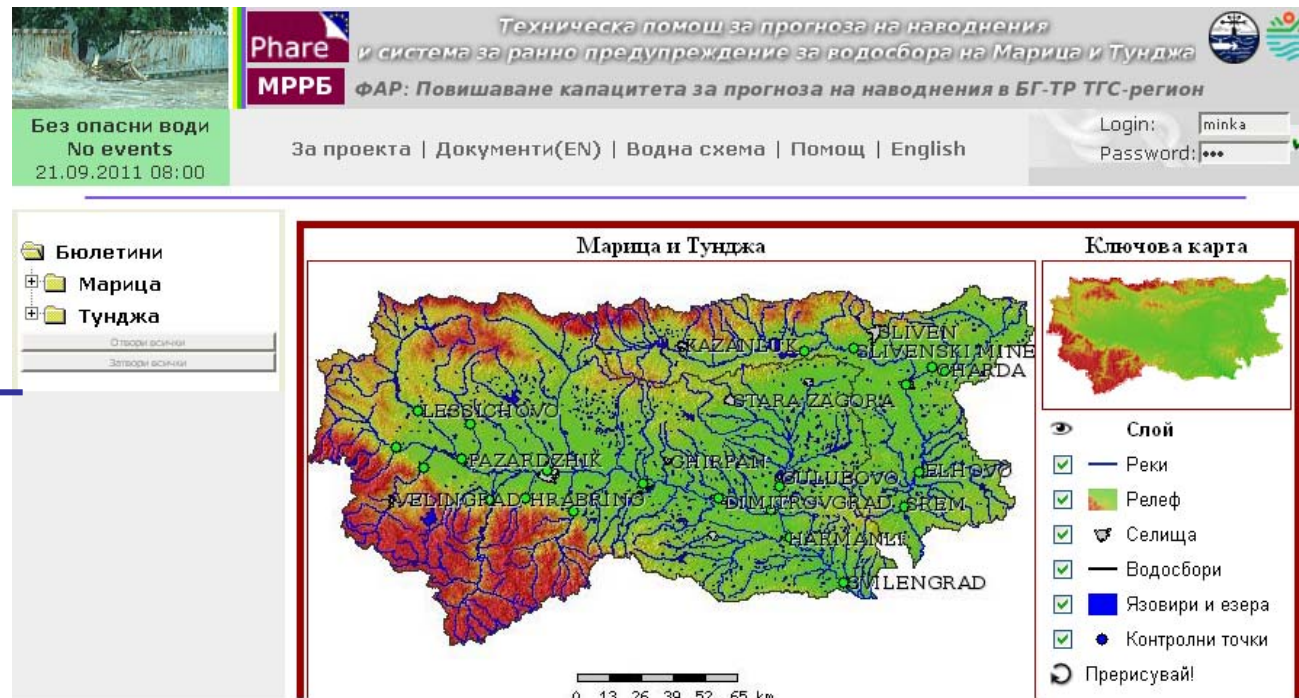 Техническа помощ за прогноза на наводнения
Phare
и система за ранно предупреждение за водосбора на Марица и Тунджа
МРРБ
ФАР: Повишаване капацитета за прогноза на наводнения в БГ-ТР ТГС-регион
Без опасни води
No events
21.09.2011 08:00
За проекта | Документи(EN) | Водна схема | Помощ | English
Login: minka
Password: •••
Бюлетини
Марица
Тунджа
Отвори всички
Затвори всички
Марица и Тунджа
KAZANLUK
SLIVEN
SLIVENSKI MINE
CHARDA
STARA ZAGORA
LESSICHOVO
PAZARDZHIK
CHIRPAN
GULUBOVO
ELHOVO
VELINGRAD
HRABRINO
DIMITROVGRAD
SREM
HARMANLI
SVILENGRAD
0 13 26 39 52 65 km
Ключова карта
Слой
Реки
Релеф
Селища
Водосбори
Язовири и езера
Контролни точки
Прерисувай!